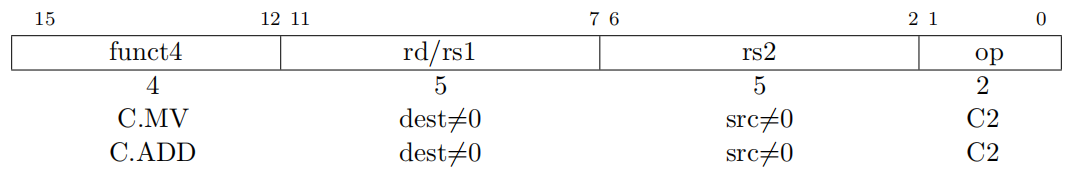 15 12 11 7 6 2 1 0
funct4 rd/rs1 rs2 op
4 5 5 2
C.MV dest≠0 src≠0 C2
C.ADD dest≠0 src≠0 C2